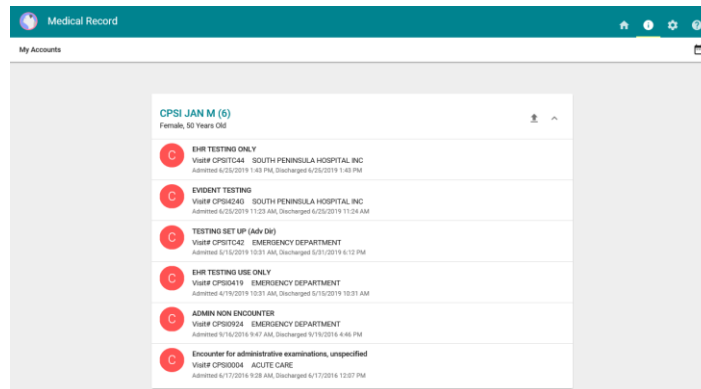 Medical Record
My Accounts
CPSI JAN M (6)
Female, 50 Years Old
C
EHR TESTING ONLY
Visit# CPSITC44 SOUTH PENINSULA HOSPITAL INC
Admitted 6/25/2019 1:43 PM, Discharged 6/25/2019 1:43 PM
C
EVIDENT TESTING
Visit# CPSI424G SOUTH PENINSULA HOSPITAL INC
Admitted 6/25/2019 11:23 AM, Discharged 6/25/2019 11:24 AM
C
TESTING SET UP (Adv Dir)
Visit# CPSITC42 EMERGENCY DEPARTMENT
Admitted 5/15/2019 10:31 AM, Discharged 5/31/2019 6:12 PM
C
EHR TESTING USE ONLY
Visit# CPSI0419 EMERGENCY DEPARTMENT
Admitted 4/19/2019 10:31 AM, Discharged 5/15/2019 10:31 AM
C
ADMIN NON ENCOUNTER
Visit# CPSI0924 EMERGENCY DEPARTMENT
Admitted 9/16/2016 9:47 AM, Discharged 9/19/2016 4:46 PM
C
Encounter for administrative examinations, unspecified
Visit# CPSI0004 ACUTE CARE
Admitted 6/17/2016 9:28 AM, Discharged 6/17/2016 12:07 PM